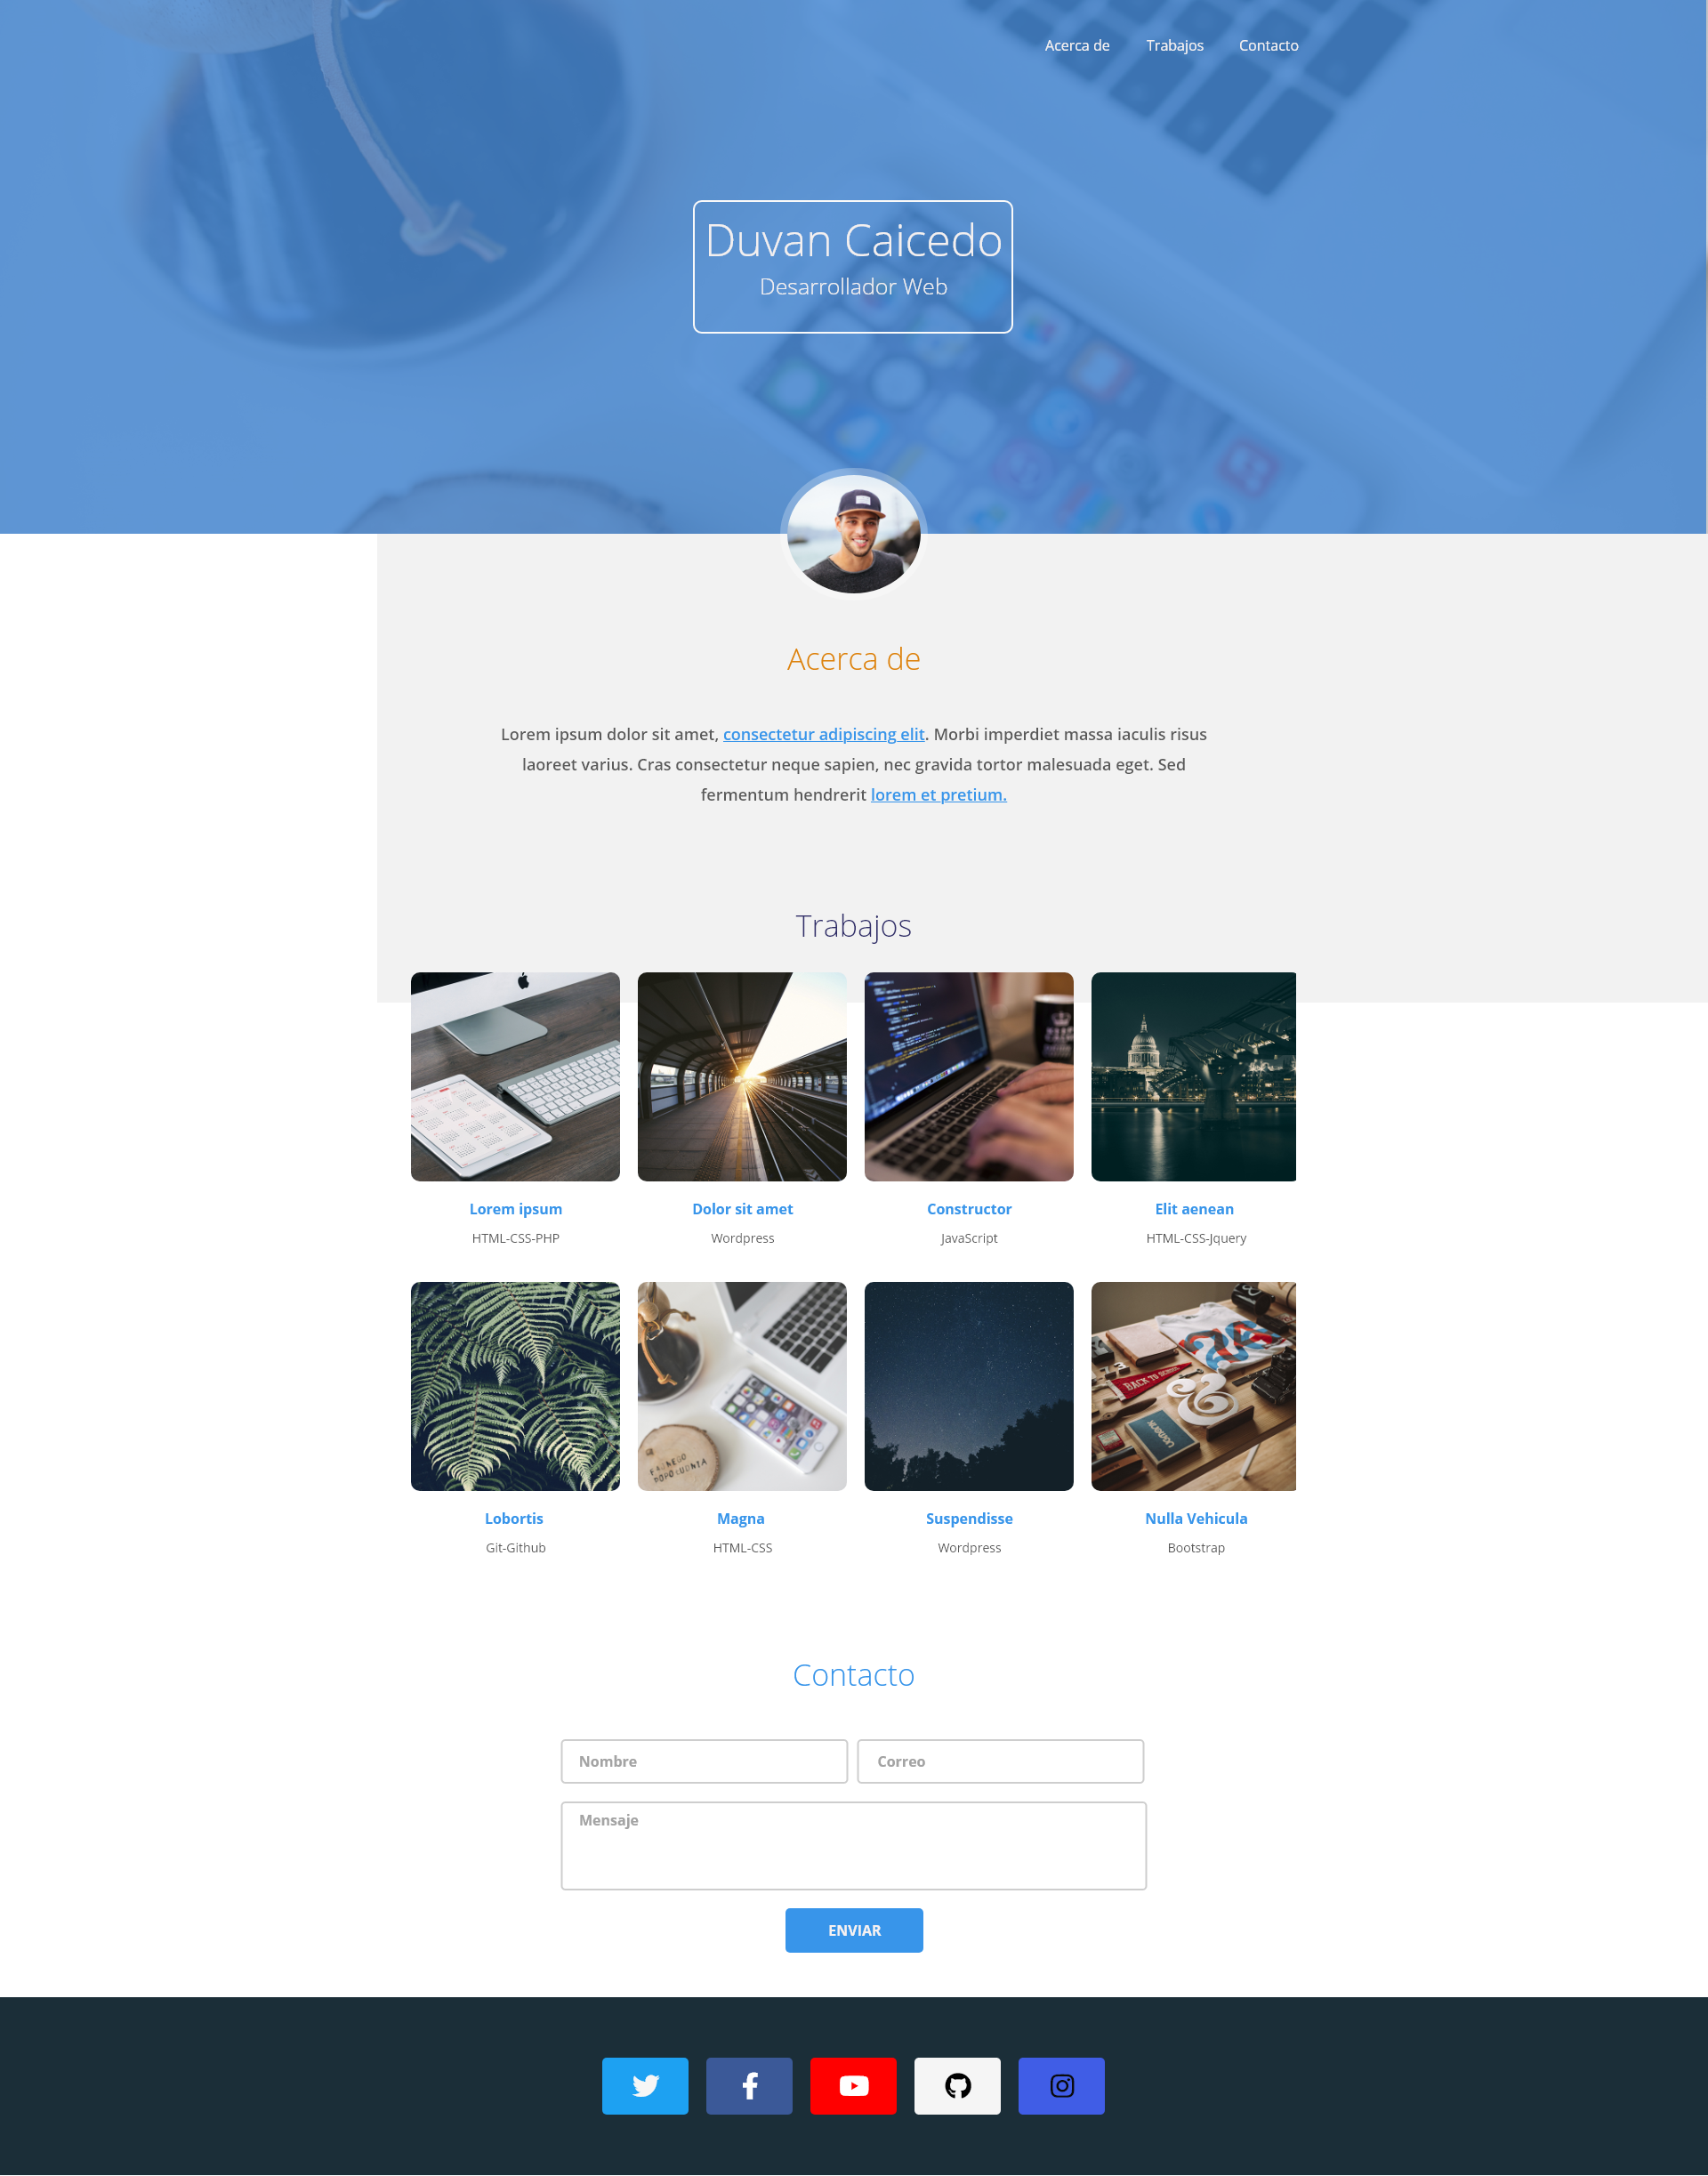 Acerca de Trabajos Contacto
Duvan Caicedo
Desarrollador Web
Acerca de
Lorem ipsum dolor sit amet, consectetur adipiscing elit. Morbi imperdiet massa iaculis risus
laoreet varius. Cras consectetur neque sapien, nec gravida tortor malesuada eget. Sed
fermentum hendrerit lorem et pretium.
Trabajos
Lorem ipsum Dolor sit amet Constructor Elit aenean
HTML-CSS-PHP Wordpress JavaScript HTML-CSS-Jquery
BACK TO SCHOOL
Lobortis Magna Suspendisse Nulla Vehicula
Git-Github HTML-CSS Wordpress Bootstrap
Contacto
Nombre Correo
Mensaje
ENVIAR